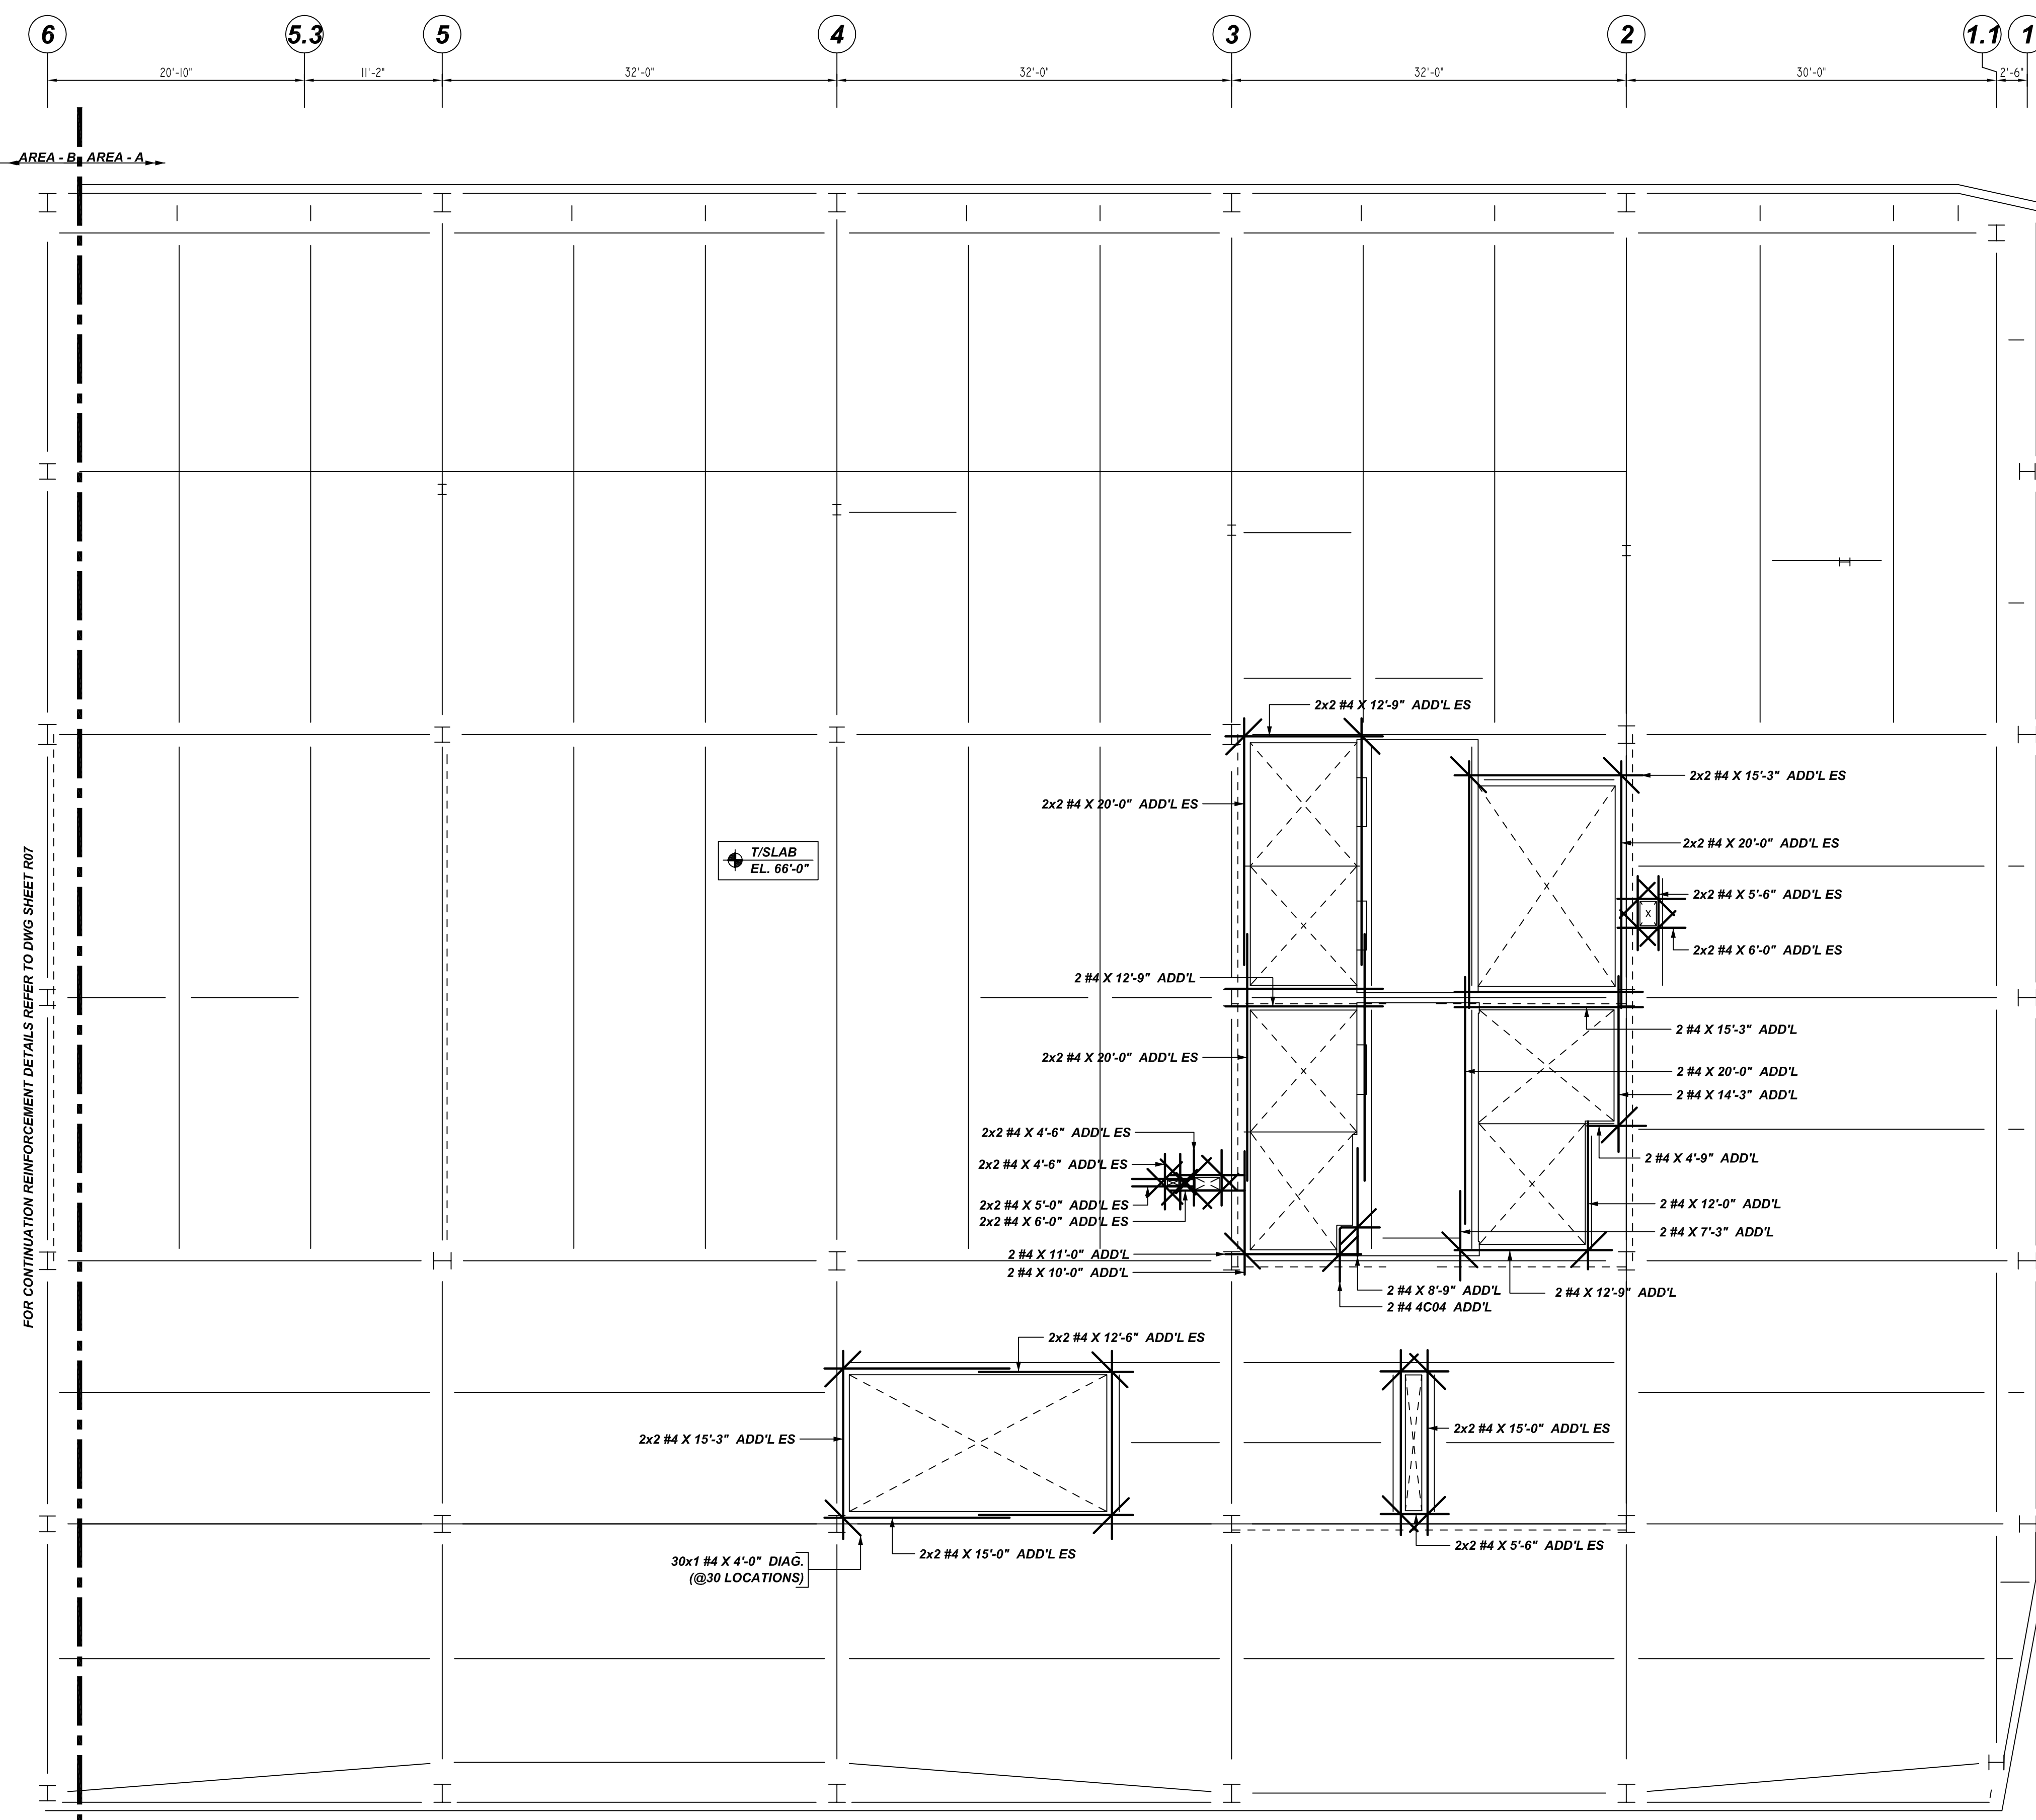 6 5.3 5 4 3 2 1.1 1
20'-10" 11'-2" 32'-0" 32'-0" 32'-0" 30'-0" 2'-6"
AREA - B AREA - A
2x2 #4 X 12'-9" ADD'L ES
2x2 #4 X 15'-3" ADD'L ES
2x2 #4 X 20'-0" ADD'L ES
2x2 #4 X 20'-0" ADD'L ES
T/SLAB
EL. 66'-0"
2x2 #4 X 5'-6" ADD'L ES
2x2 #4 X 6'-0" ADD'L ES
2 #4 X 12'-9" ADD'L
2 #4 X 15'-3" ADD'L
2x2 #4 X 20'-0" ADD'L ES
2 #4 X 20'-0" ADD'L
2 #4 X 14'-3" ADD'L
FOR CONTINUATION REINFORCEMENT DETAILS REFER TO DWG SHEET R07
2x2 #4 X 4'-6" ADD'L ES
2 #4 X 4'-9" ADD'L
2x2 #4 X 4'-6" ADD'L ES
2x2 #4 X 5'-0" ADD'L ES
2 #4 X 12'-0" ADD'L
2x2 #4 X 6'-0" ADD'L ES
2 #4 X 7'-3" ADD'L
2 #4 X 11'-0" ADD'L
2 #4 X 10'-0" ADD'L
2 #4 X 8'-9" ADD'L
2 #4 X 12'-9" ADD'L
2 #4 4C04 ADD'L
2x2 #4 X 12'-6" ADD'L ES
2x2 #4 X 15'-0" ADD'L ES
2x2 #4 X 15'-3" ADD'L ES
2x2 #4 X 5'-6" ADD'L ES
2x2 #4 X 15'-0" ADD'L ES
30x1 #4 X 4'-0" DIAG.
(@30 LOCATIONS)